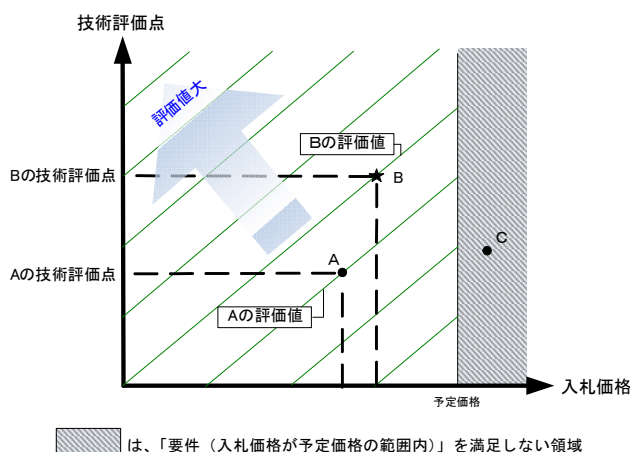 技術評価点
評価値大
Bの評価値
Bの技術評価点
B
C
A
Aの技術評価点
Aの評価値
入札価格
予定価格
は、「要件（入札価格が予定価格の範囲内）」を満足しない領域